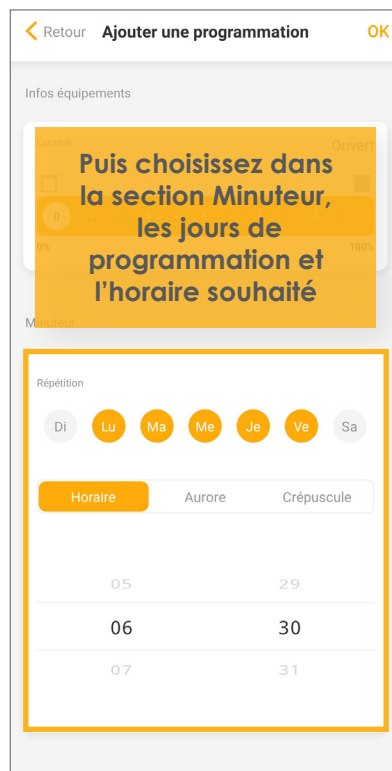 Retour Ajouter une programmation OK
Infos équipements
Cuisine Ouvert
Puis choisissez dans
la section Minuteur,
les jours de
programmation et
l’horaire souhaité
0
0% 100%
Minuteur
Répétition
Di Lu Ma Me Je Ve Sa
Horaire Aurore Crépuscule
05 29
06 30
07 31